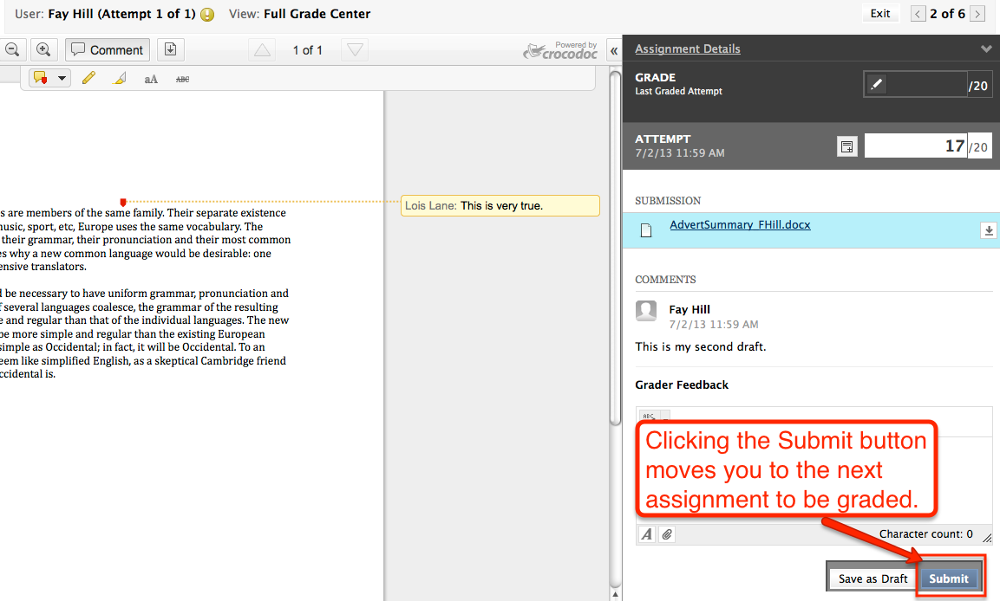 User: Fay Hill (Attempt 1 of 1) View: Full Grade Center
Exit
2 of 6
Comment
1 of 1
Powered by
crocodoc
«
aA
ABC
Assignment Details
GRADE
Last Graded Attempt
/20
ATTEMPT
7/2/13 11:59 AM
17 /20
s are members of the same family. Their separate existence
music, sport, etc, Europe uses the same vocabulary. The
their grammar, their pronunciation and their most common
es why a new common language would be desirable: one
ensive translators.
d be necessary to have uniform grammar, pronunciation and
f several languages coalesce, the grammar of the resulting
e and regular than that of the individual languages. The new
be more simple and regular than the existing European
simple as Occidental; in fact, it will be Occidental. To an
seem like simplified English, as a skeptical Cambridge friend
ccidental is.
Lois Lane: This is very true.
SUBMISSION
AdvertSummary_FHill.docx
COMMENTS
Fay Hill
7/2/13 11:59 AM
This is my second draft.
Grader Feedback
ABC
Clicking the Submit button
moves you to the next
assignment to be graded.
A
Character count: 0
Save as Draft
Submit